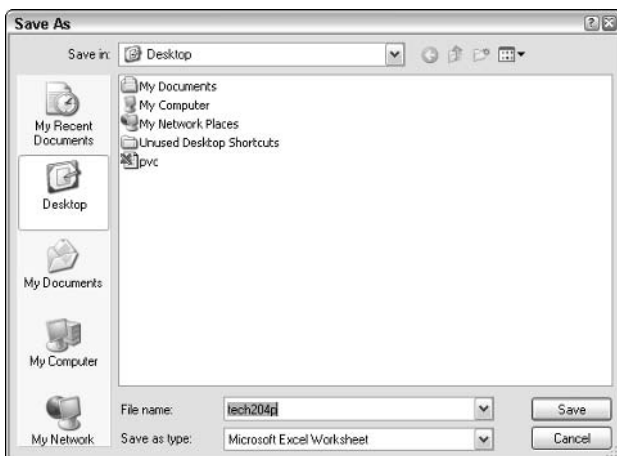 Save As
Save in:
Desktop
My Recent
Documents
Desktop
My Documents
My Computer
My Network
My Documents
My Computer
My Network Places
Unused Desktop Shortcuts
pvc
File name:
tech204p
Save
Save as type:
Microsoft Excel Worksheet
Cancel